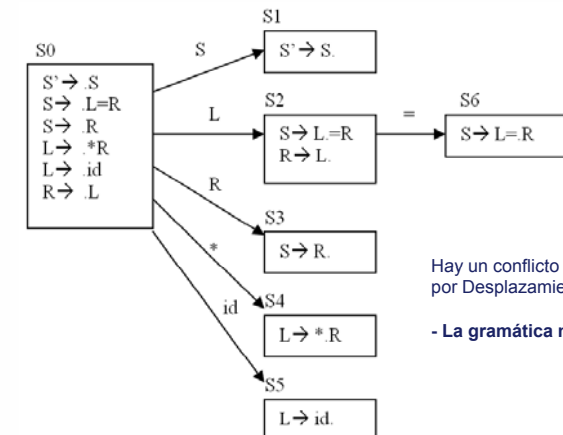 S0
S' → .S
S → .L=R
S → .R
L → .*R
L → .id
R → .L
S
S1
S' → S.
L
S2
S → L.=R
R → L.
=
S6
S → L=.R
R
S3
S → R.
*
S4
L → *.R
id
S5
L → id.
Hay un conflicto
por Desplazamie
- La gramática